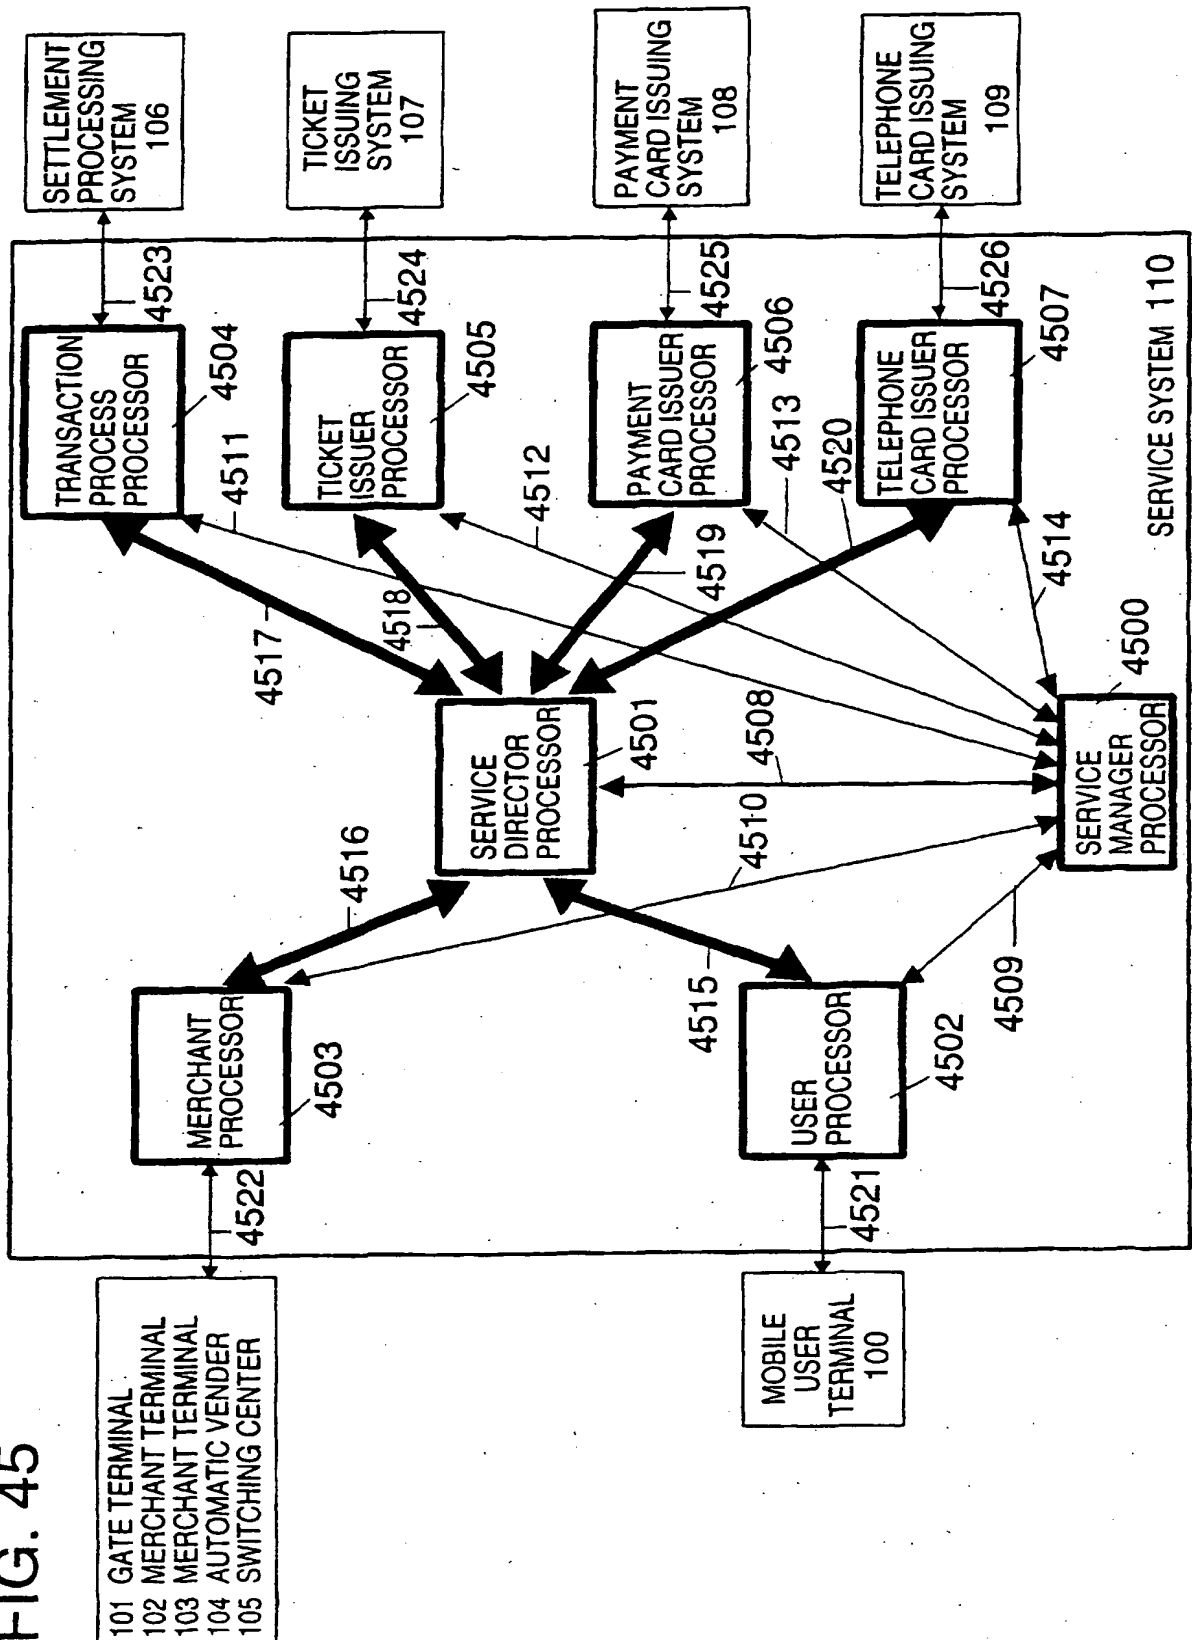 FIG. 45
101 GATE TERMINAL
102 MERCHANT TERMINAL
103 MERCHANT TERMINAL
104 AUTOMATIC VENDER
105 SWITCHING CENTER
4522
MERCHANT
PROCESSOR
4503
4516
4517
TRANSACTION
PROCESS
PROCESSOR
4504
4523
SETTLEMENT
PROCESSING
SYSTEM
106
4511
4518
TICKET
ISSUER
PROCESSOR
4505
4524
TICKET
ISSUING
SYSTEM
107
SERVICE
DIRECTOR
PROCESSOR
4501
4512
4519
PAYMENT
CARD ISSUER
PROCESSOR
4506
4525
PAYMENT
CARD ISSUING
SYSTEM
108
4510
4508
4513
4520
TELEPHONE
CARD ISSUER
PROCESSOR
4507
4526
TELEPHONE
CARD ISSUING
SYSTEM
109
MOBILE
USER
TERMINAL
100
4521
USER
PROCESSOR
4502
4515
4509
SERVICE
MANAGER
PROCESSOR
4500
4514
SERVICE SYSTEM 110